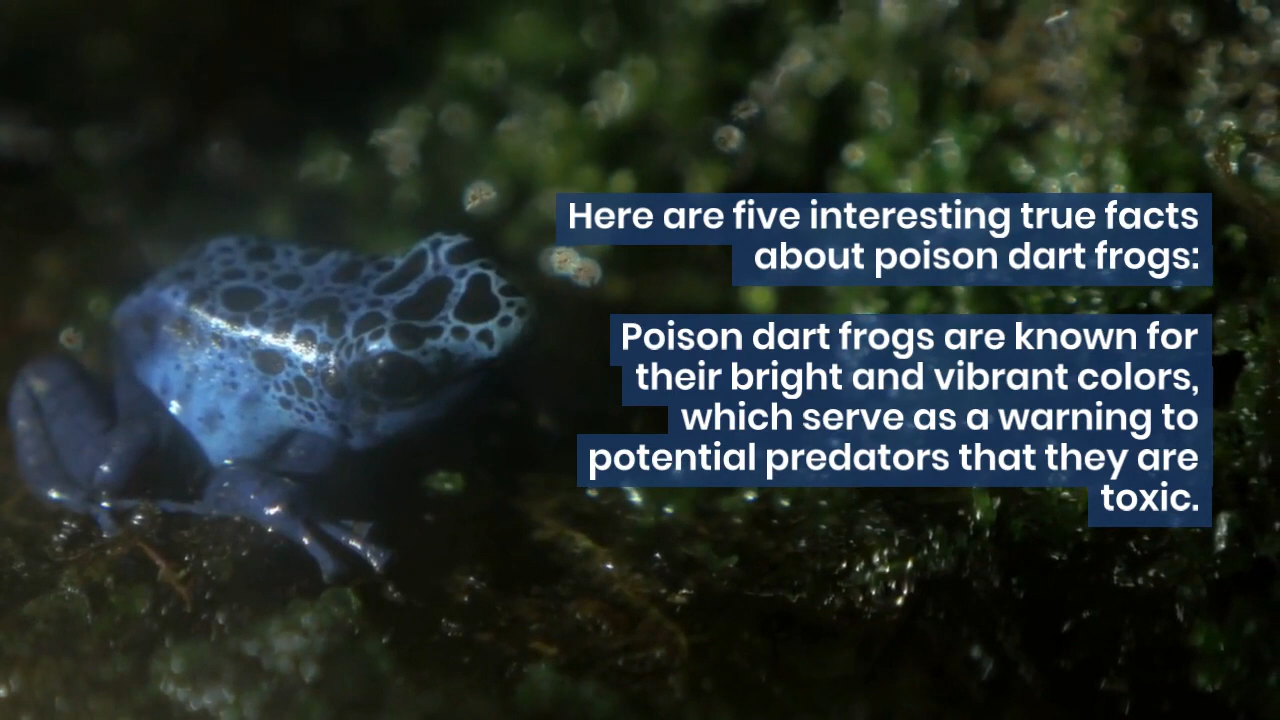 Here are five interesting true facts
about poison dart frogs:
Poison dart frogs are known for
their bright and vibrant colors,
which serve as a warning to
potential predators that they are
toxic.